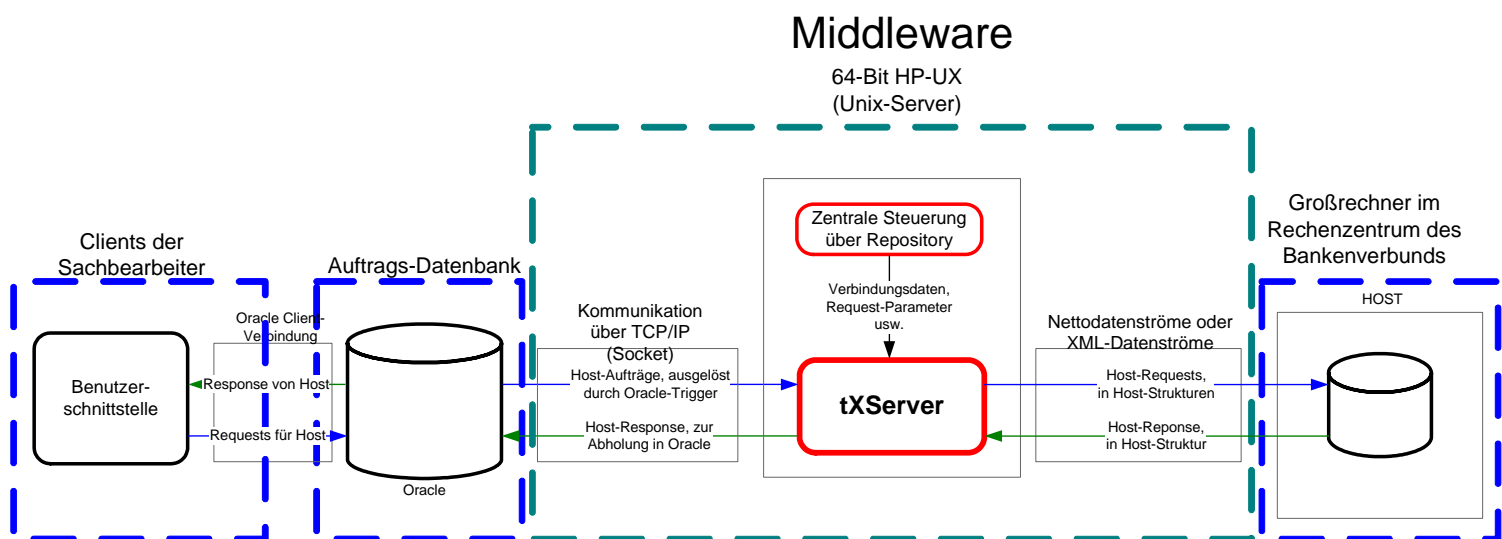 Middleware
64-Bit HP-UX
(Unix-Server)
Clients der
Sachbearbeiter
Oracle Client-
Verbindung
Benutzer-
schnittstelle
Response von Host
Requests für Host
Auftrags-Datenbank
Oracle
Kommunikation
über TCP/IP
(Socket)
Host-Aufträge, ausgelöst
durch Oracle-Trigger
Host-Response, zur
Abholung in Oracle
Zentrale Steuerung
über Repository
Verbindungsdaten,
Request-Parameter
usw.
tXServer
Nettodatenströme oder
XML-Datenströme
Host-Requests,
in Host-Strukturen
Host-Reponse,
in Host-Struktur
Großrechner im
Rechenzentrum des
Bankenverbunds
HOST